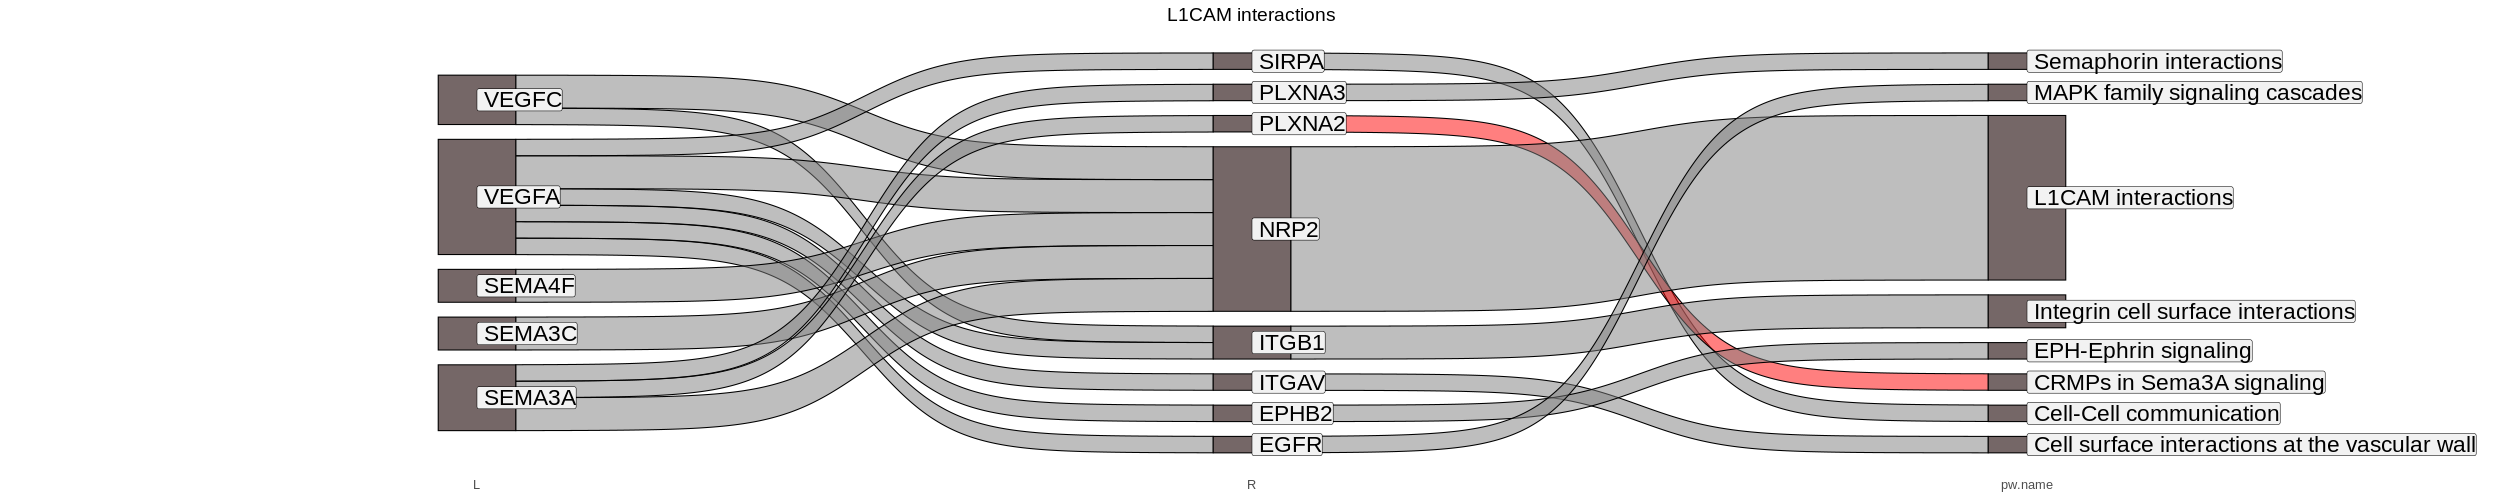 L1CAM interactions
VEGFC
VEGFA
SEMA4F
SEMA3C
SEMA3A
SIRPA
PLXNA3
PLXNA2
NRP2
ITGB1
ITGAV
EPHB2
EGFR
Semaphorin interactions
MAPK family signaling cascades
L1CAM interactions
Integrin cell surface interactions
EPH-Ephrin signaling
CRMPs in Sema3A signaling
Cell-Cell communication
Cell surface interactions at the vascular wall
L
R
pw.name